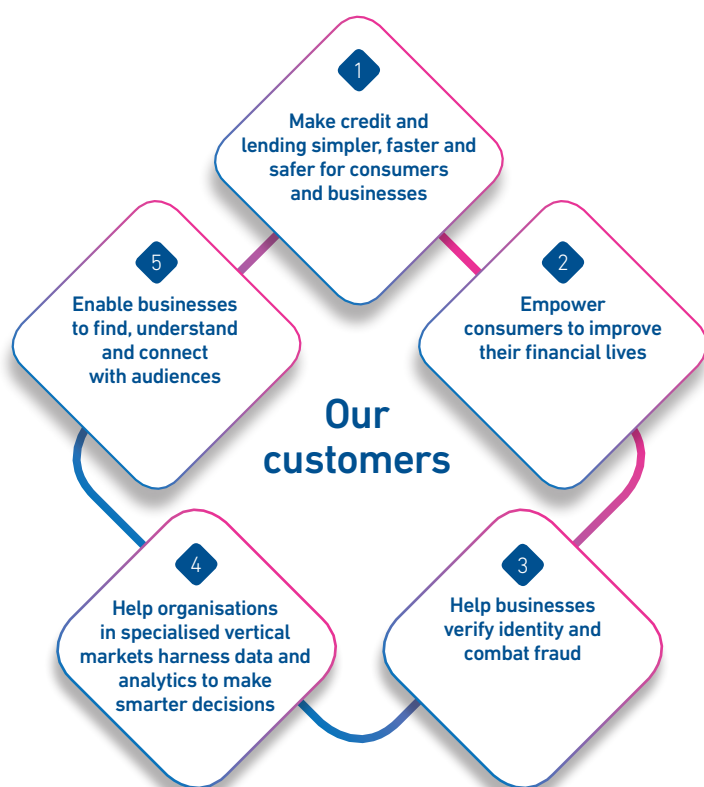 1
Make credit and
lending simpler, faster and
safer for consumers
and businesses
2
Empower
consumers to improve
their financial lives
3
Help businesses
verify identity and
combat fraud
4
Help organisations
in specialised vertical
markets harness data and
analytics to make
smarter decisions
5
Enable businesses
to find, understand
and connect
with audiences
Our
customers